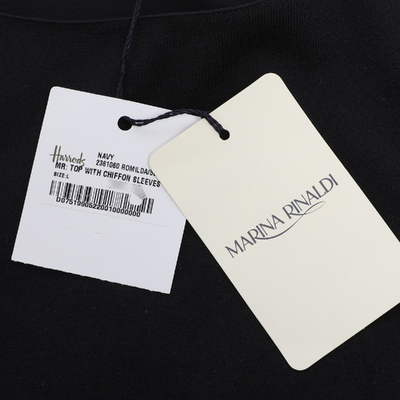 Harrods
NAVY
2361060 ROMILDA/
MR: TOP WITH CHIFFON SLEEVES
SIZE: L
MARINA RINALDI